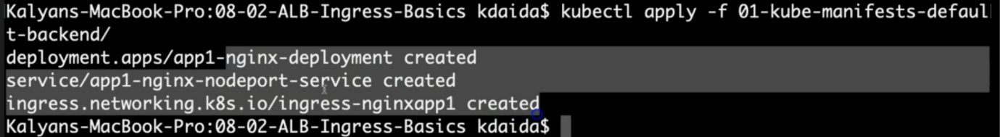 Kalyans-MacBook-Pro:08-02-ALB-Ingress-Basics kdaida$ kubectl apply -f 01-kube-manifests-defaul
t-backend/
deployment.apps/app1-nginx-deployment created
service/app1-nginx-nodeport-service created
ingress.networking.k8s.io/ingress-nginxapp1 created
Kalyans-MacBook-Pro:08-02-ALB-Ingress-Basics kdaida$